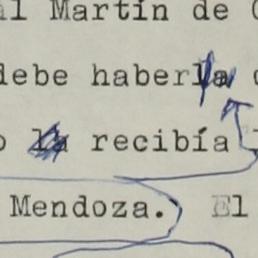 al Martín de
debe haberla
o la recibía
Mendoza. El